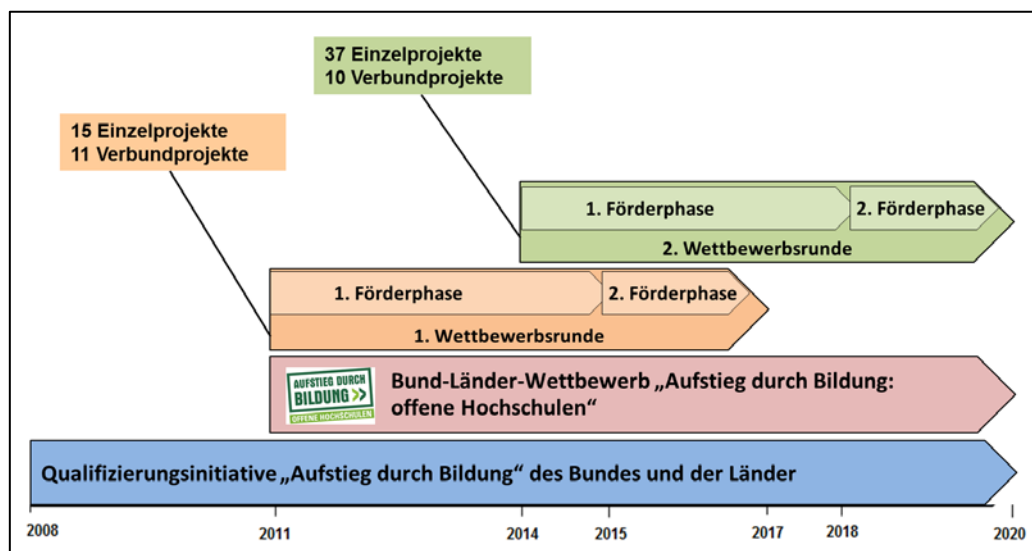 37 Einzelprojekte
10 Verbundprojekte
15 Einzelprojekte
11 Verbundprojekte
1. Förderphase
2. Förderphase
2. Wettbewerbsrunde
1. Förderphase
2. Förderphase
1. Wettbewerbsrunde
AUFSTIEG DURCH
BILDUNG >>
OFFENE HOCHSCHULEN
Bund-Länder-Wettbewerb „Aufstieg durch Bildung:
offene Hochschulen“
Qualifizierungsinitiative „Aufstieg durch Bildung“ des Bundes und der Länder
2008 2011 2014 2015 2017 2018 2020